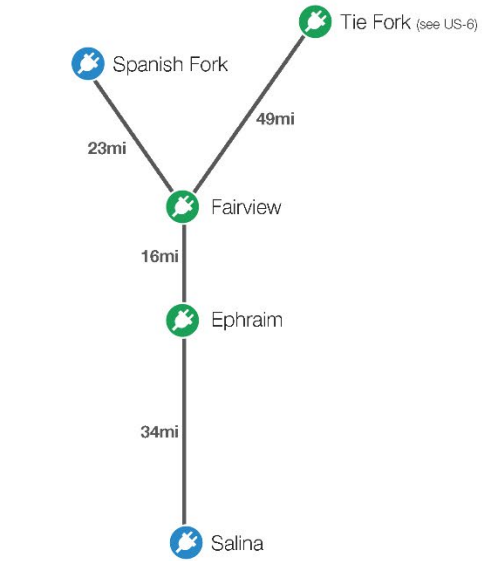 Tie Fork (see US-6)
Spanish Fork
49mi
23mi
Fairview
16mi
Ephraim
34mi
Salina